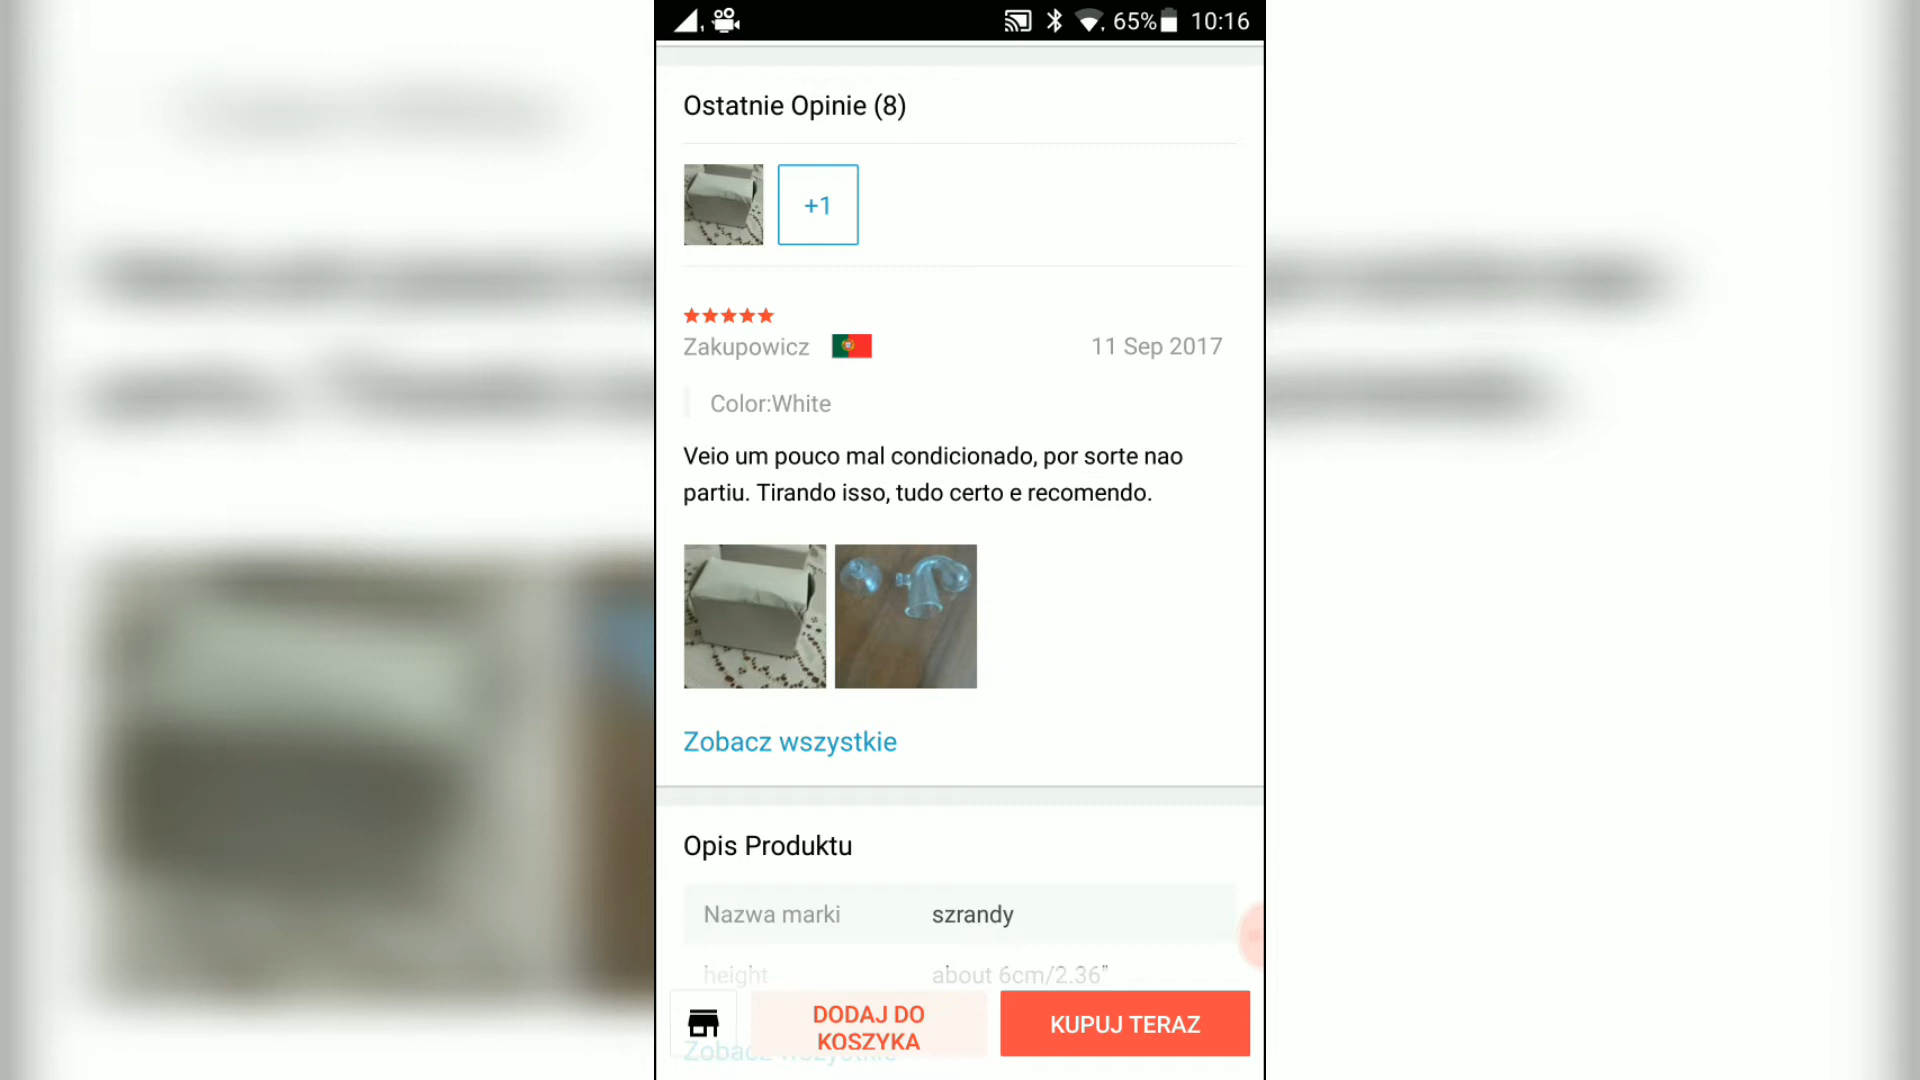 65% 10:16
Ostatnie Opinie (8)
+1
Zakupowicz
11 Sep 2017
Color:White
Veio um pouco mal condicionado, por sorte nao
partiu. Tirando isso, tudo certo e recomendo.
Zobacz wszystkie
Opis Produktu
Nazwa marki szrandy
height about 6cm/2.36"
DODAJ DO
KOSZYKA
KUPUJ TERAZ
Zobacz wszystkie